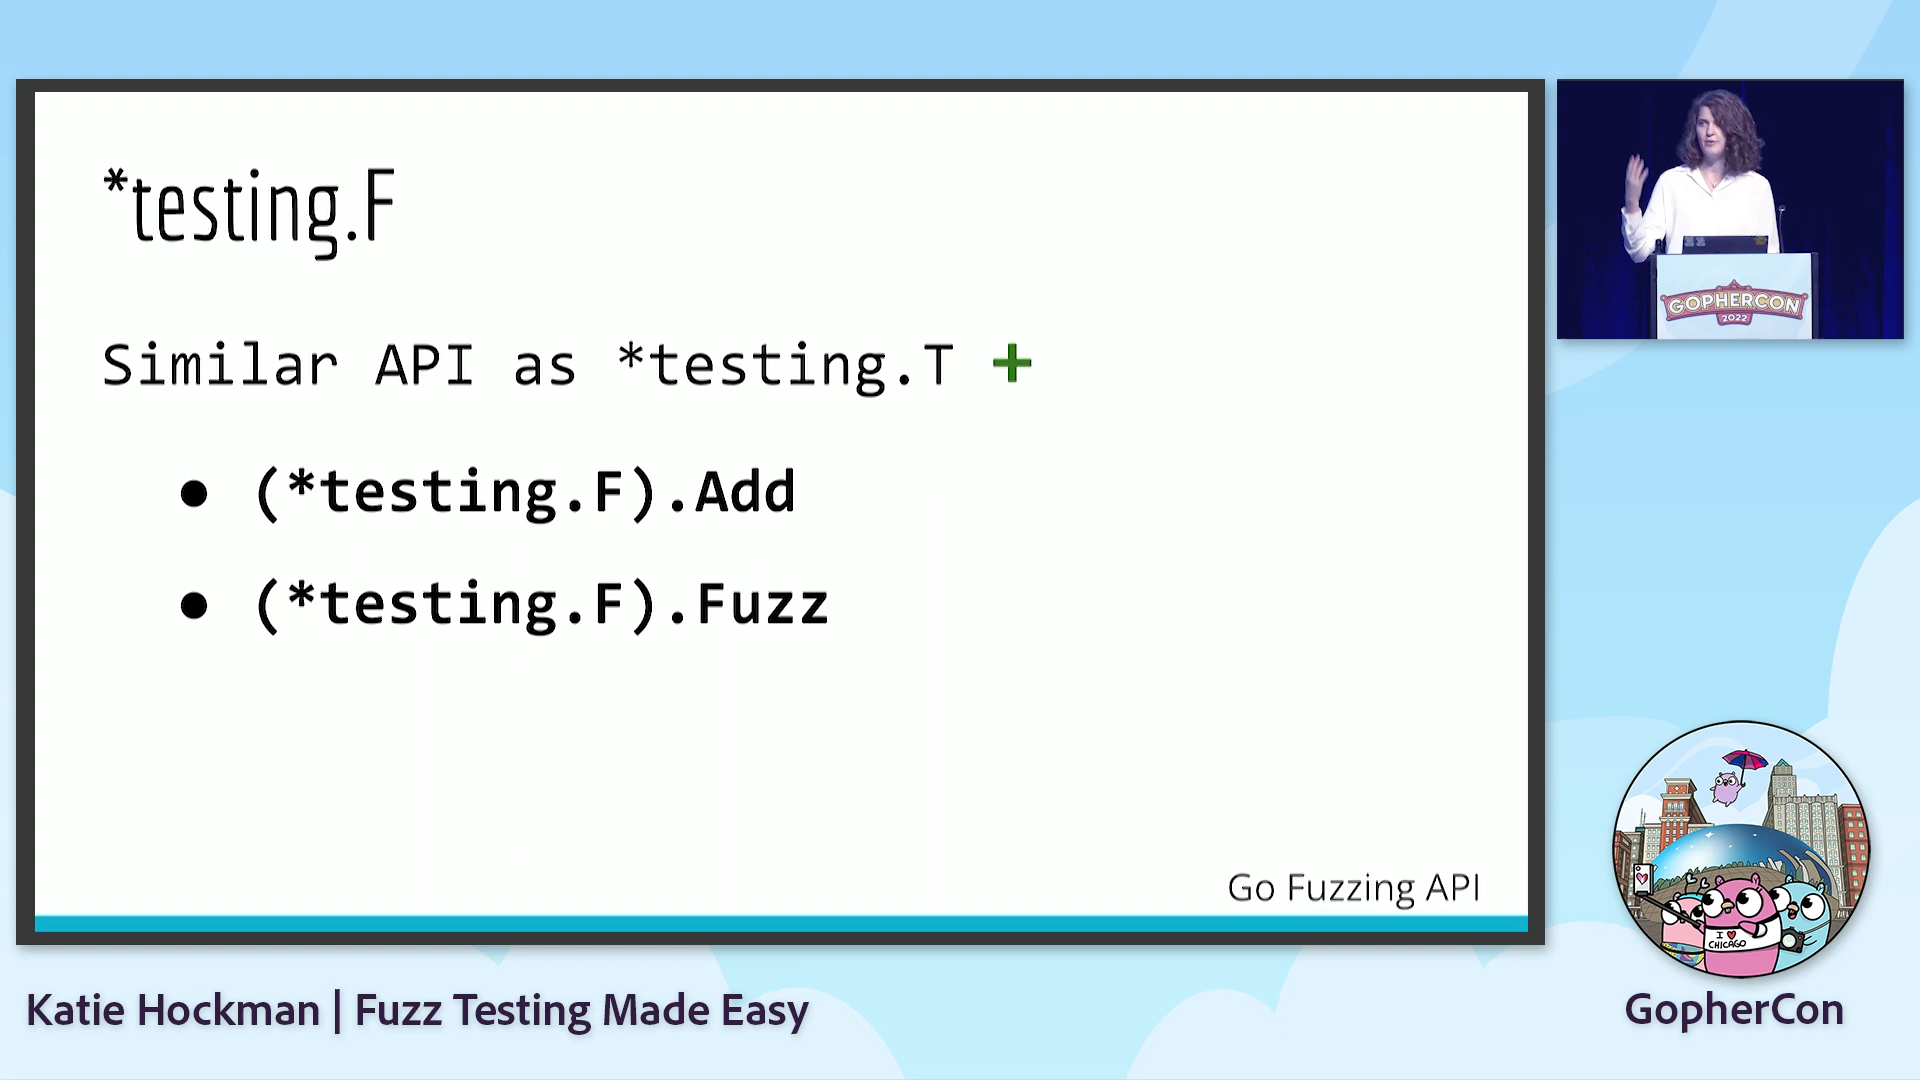 *testing.F
Similar API as *testing.T +
● (*testing.F).Add
● (*testing.F).Fuzz
Go Fuzzing API
GOPHERCON
2022
I ♥
CHICAGO
Katie Hockman | Fuzz Testing Made Easy
GopherCon